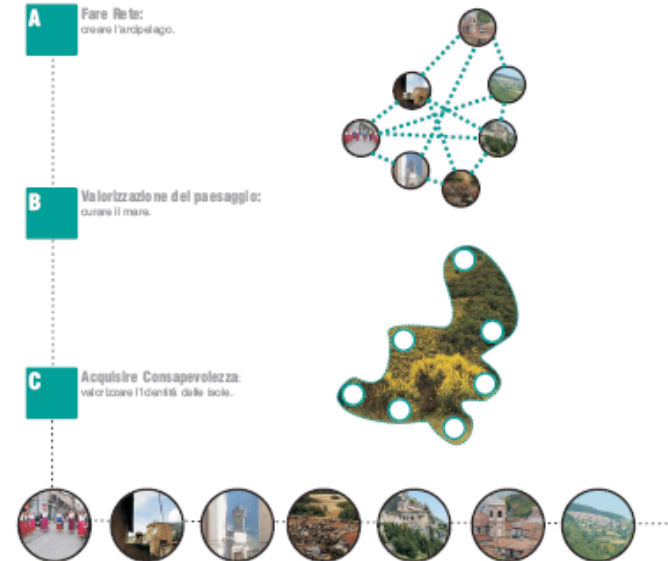 A
Fare Rete:
creare l'arcipelago.
B
Valorizzazione del paesaggio:
curare il mare.
C
Acquisire Consapevolezza:
valorizzare l'identità delle isole.